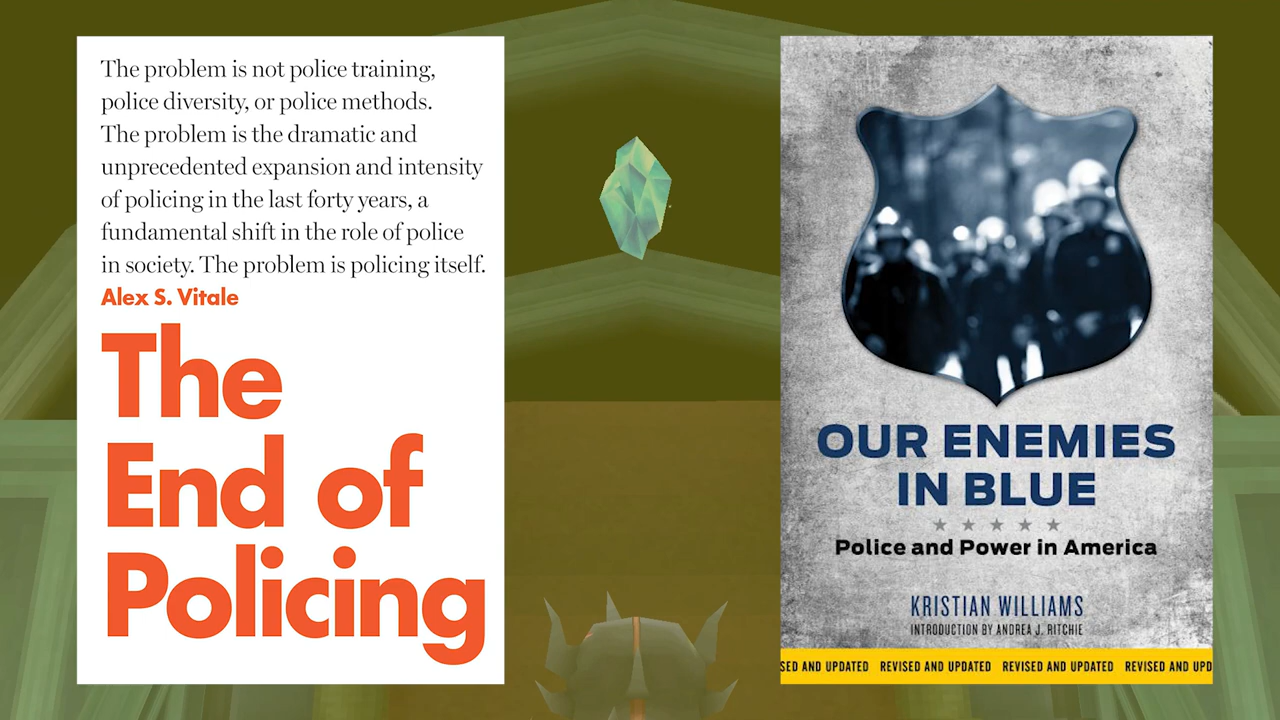 The problem is not police training,
police diversity, or police methods.
The problem is the dramatic and
unprecedented expansion and intensity
of policing in the last forty years, a
fundamental shift in the role of police
in society. The problem is policing itself.
Alex S. Vitale
The
End of
Policing
OUR ENEMIES
IN BLUE
Police and Power in America
KRISTIAN WILLIAMS
INTRODUCTION BY ANDREA J. RITCHIE
SED AND UPDATED REVISED AND UPDATED REVISED AND UPDATED REVISED AND UPD